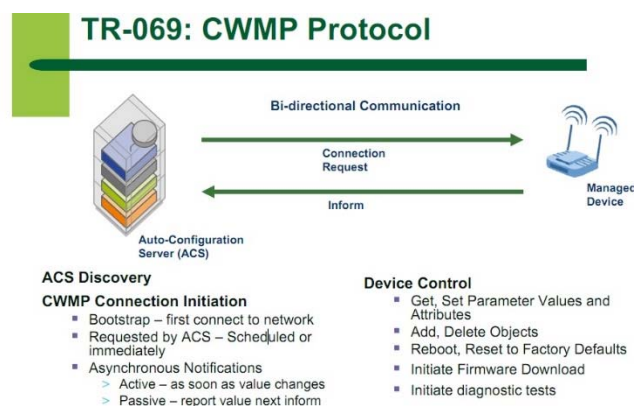 TR-069: CWMP Protocol
Bi-directional Communication
Connection
Request
Inform
Managed
Device
Auto-Configuration
Server (ACS)
ACS Discovery
CWMP Connection Initiation
Bootstrap – first connect to network
Requested by ACS – Scheduled or
immediately
Asynchronous Notifications
> Active – as soon as value changes
> Passive – report value next inform
Device Control
Get, Set Parameter Values and
Attributes
Add, Delete Objects
Reboot, Reset to Factory Defaults
Initiate Firmware Download
Initiate diagnostic tests